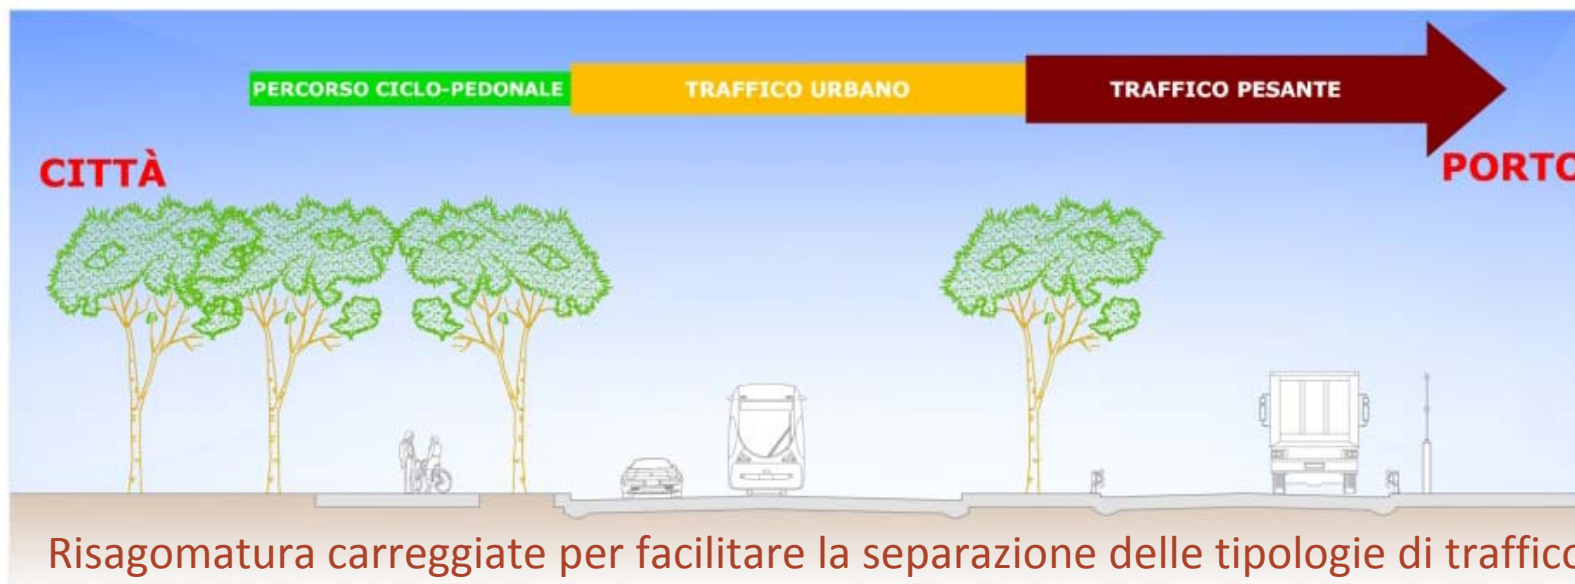 PERCORSO CICLO-PEDONALE
TRAFFICO URBANO
TRAFFICO PESANTE
CITTÀ
PORTO
Risagomatura carreggiate per facilitare la separazione delle tipologie di traffico